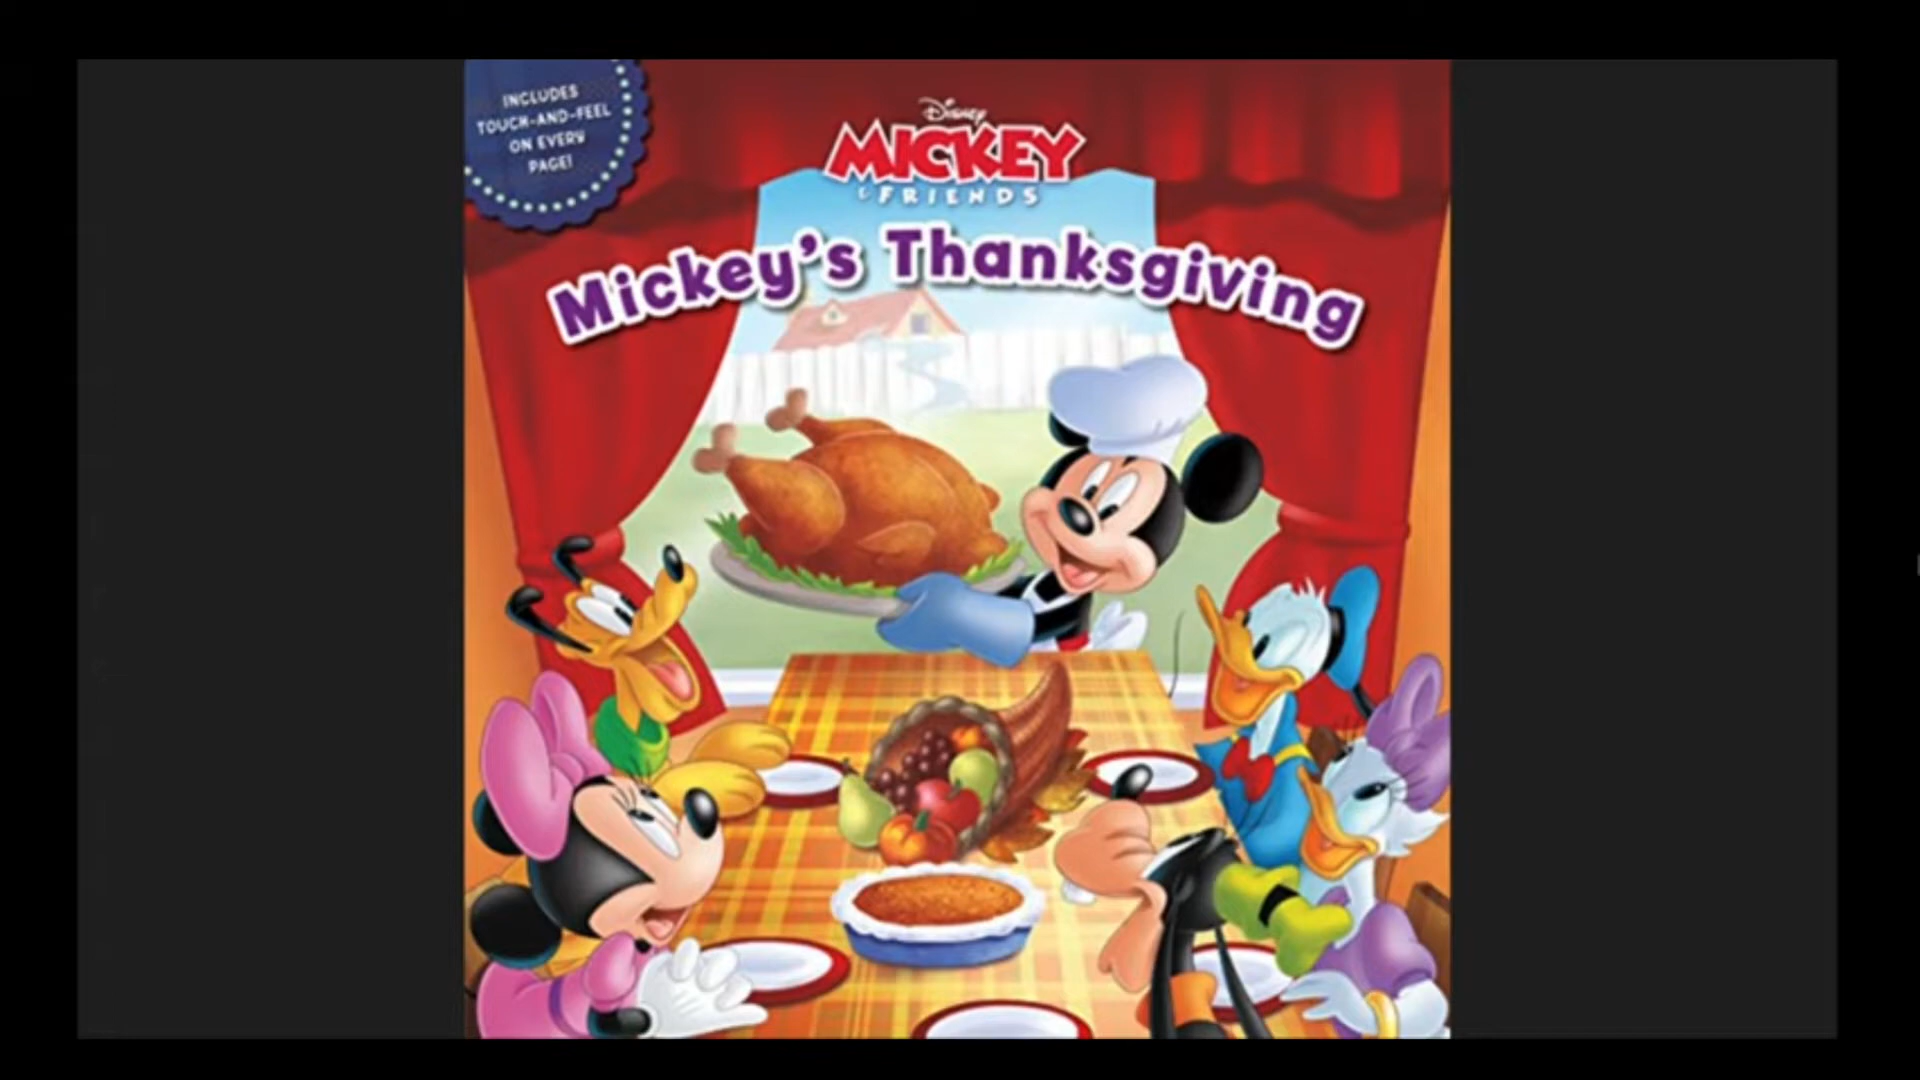 INCLUDES
TOUCH-AND-FEEL
ON EVERY
PAGE!
Disney
MICKEY
& FRIENDS
Mickey's Thanksgiving